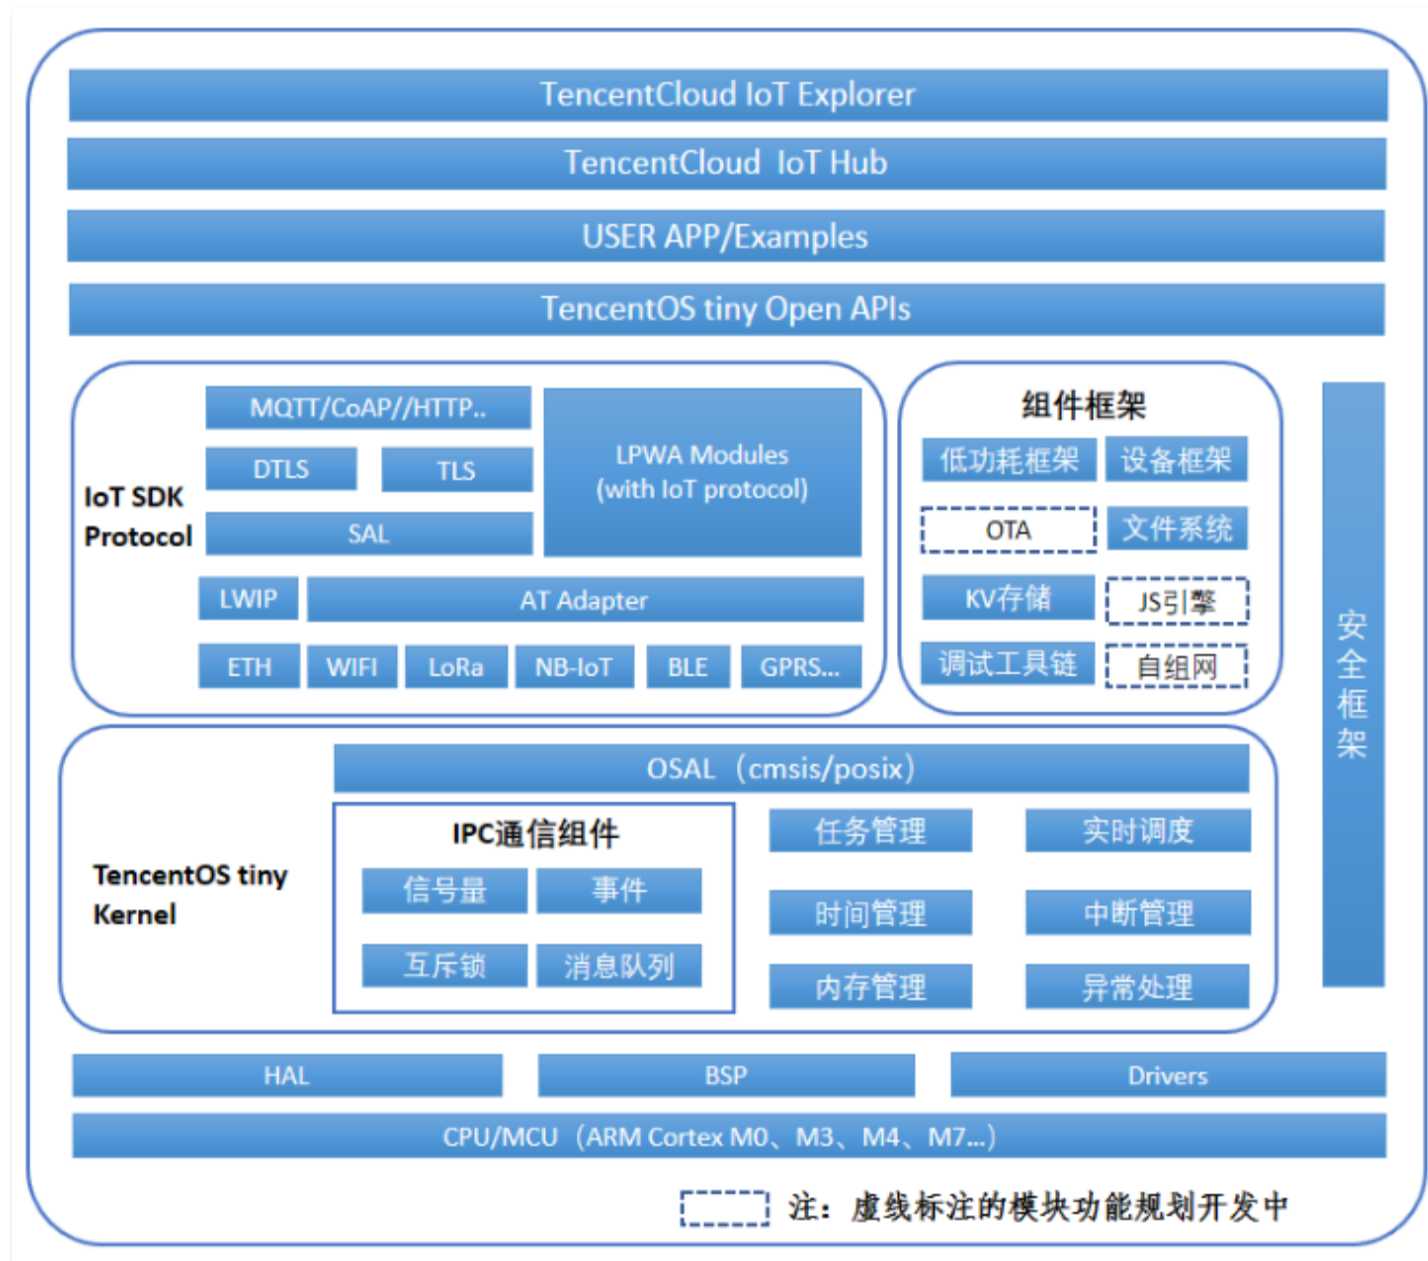 TencentCloud IoT Explorer
TencentCloud IoT Hub
USER APP/Examples
TencentOS tiny Open APIs
IoT SDK
Protocol
MQTT/CoAP//HTTP..
DTLS
TLS
SAL
LPWA Modules
(with IoT protocol)
LWIP
AT Adapter
ETH
WIFI
LoRa
NB-IoT
BLE
GPRS...
组件框架
低功耗框架
设备框架
OTA
文件系统
KV存储
JS引擎
调试工具链
自组网
安全框架
TencentOS tiny
Kernel
OSAL（cmsis/posix）
IPC通信组件
信号量
事件
互斥锁
消息队列
任务管理
实时调度
时间管理
中断管理
内存管理
异常处理
HAL
BSP
Drivers
CPU/MCU（ARM Cortex M0、M3、M4、M7...）
注：虚线标注的模块功能规划开发中